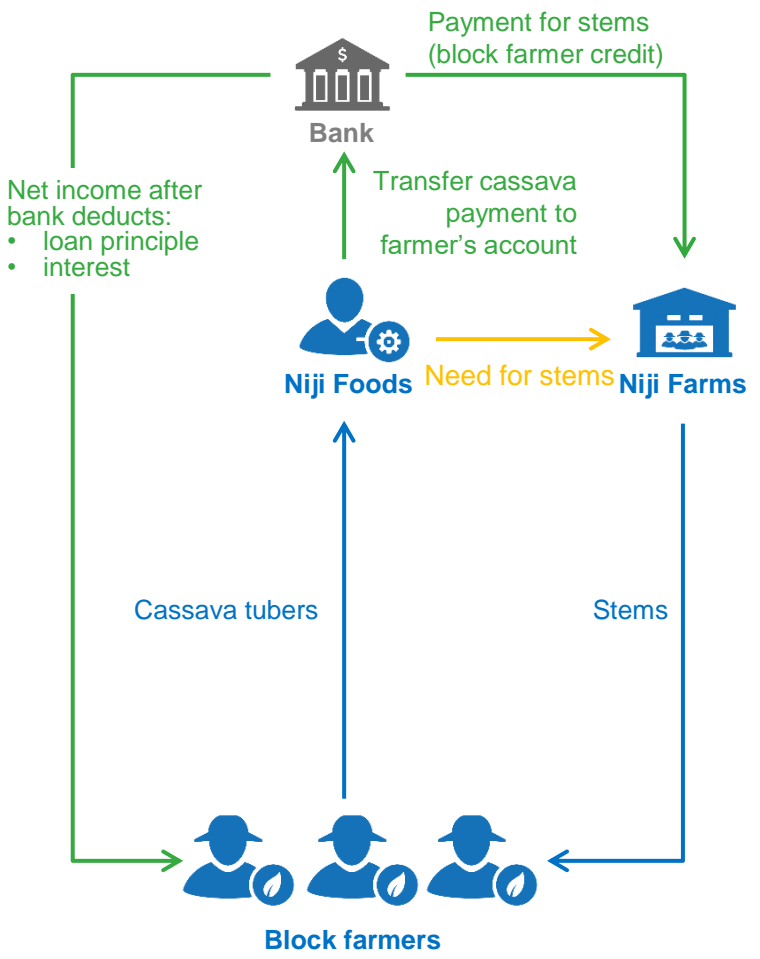 Payment for stems
(block farmer credit)
$
Bank
Net income after
bank deducts:
• loan principle
• interest
Transfer cassava
payment to
farmer's account
Niji Foods
Need for stems
Niji Farms
Cassava tubers
Stems
Block farmers